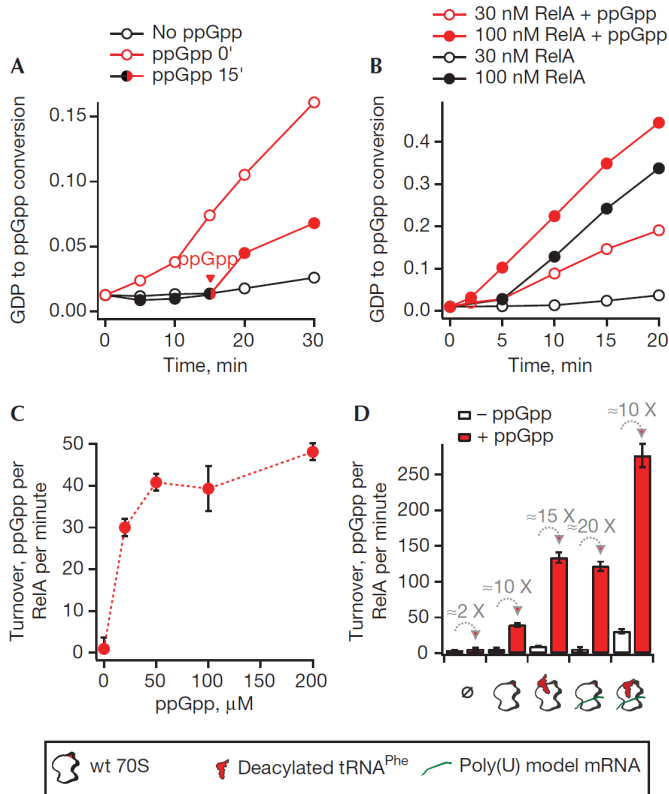 No ppGpp
ppGpp 0'
ppGpp 15'
30 nM RelA + ppGpp
100 nM RelA + ppGpp
30 nM RelA
100 nM RelA
A
GDP to ppGpp conversion
0.15
0.10
0.05
0.00
ppGpp
0 10 20 30
Time, min
B
GDP to ppGpp conversion
0.4
0.3
0.2
0.1
0.0
0 5 10 15 20
Time, min
C
Turnover, ppGpp per
RelA per minute
50
40
30
20
10
0
0 50 100 150 200
ppGpp, μM
D
– ppGpp
+ ppGpp
Turnover, ppGpp per
RelA per minute
250
200
150
100
50
0
≈2 X
≈10 X
≈15 X
≈20 X
≈10 X
ø
wt 70S
Deacylated tRNAPhe
Poly(U) model mRNA